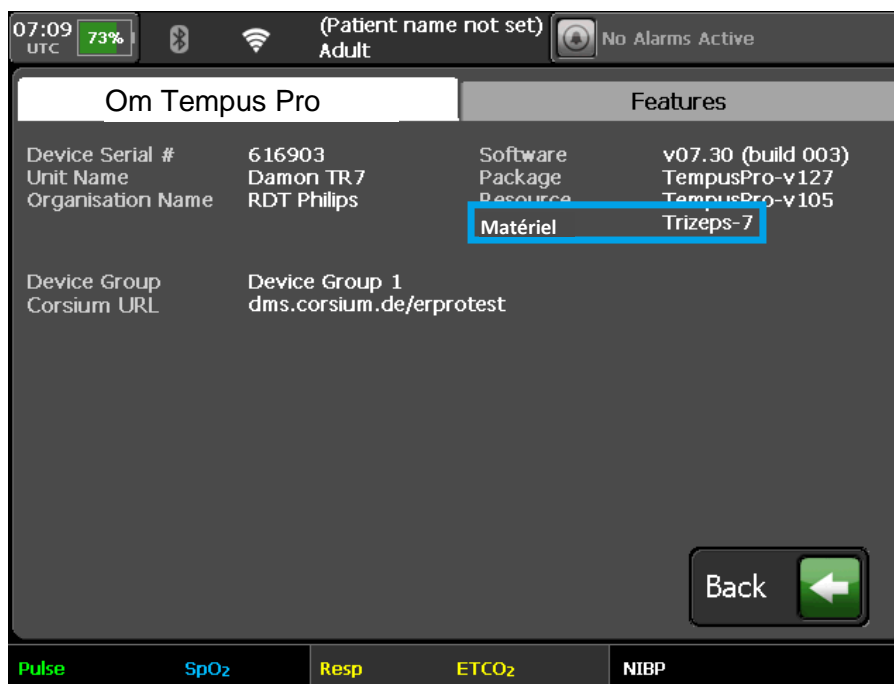 07:09
UTC
73%
(Patient name not set)
Adult
No Alarms Active
Om Tempus Pro
Features
Device Serial # 616903
Unit Name Damon TR7
Organisation Name RDT Philips
Software v07.30 (build 003)
Package TempusPro-v127
Resource TempusPro-v105
Matériel Trizeps-7
Device Group Device Group 1
Corsium URL dms.corsium.de/erprotest
Back
Pulse SpO₂ Resp ETCO₂ NIBP